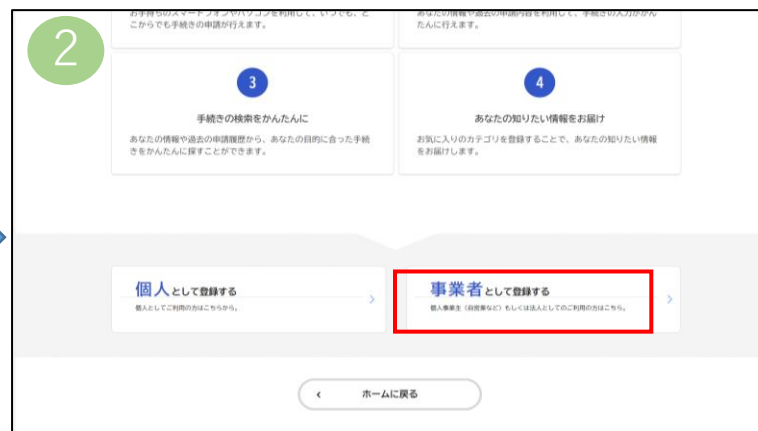 2
お手持ちのスマートフォンやパソコンを利用して、いつでも、ど
こからでも手続きの申請が行えます。
あなたの情報や過去の申請内容を利用して、手続きの入力がかん
たんに行えます。
3
手続きの検索をかんたんに
あなたの情報や過去の申請履歴から、あなたの目的に合った手続
きをかんたんに探すことができます。
4
あなたの知りたい情報をお届け
お気に入りのカテゴリを登録することで、あなたの知りたい情報
をお届けします。
個人として登録する
個人としてご利用の方はこちらから。
事業者として登録する
個人事業主（自営業など）もしくは法人としてのご利用の方はこちら。
ホームに戻る